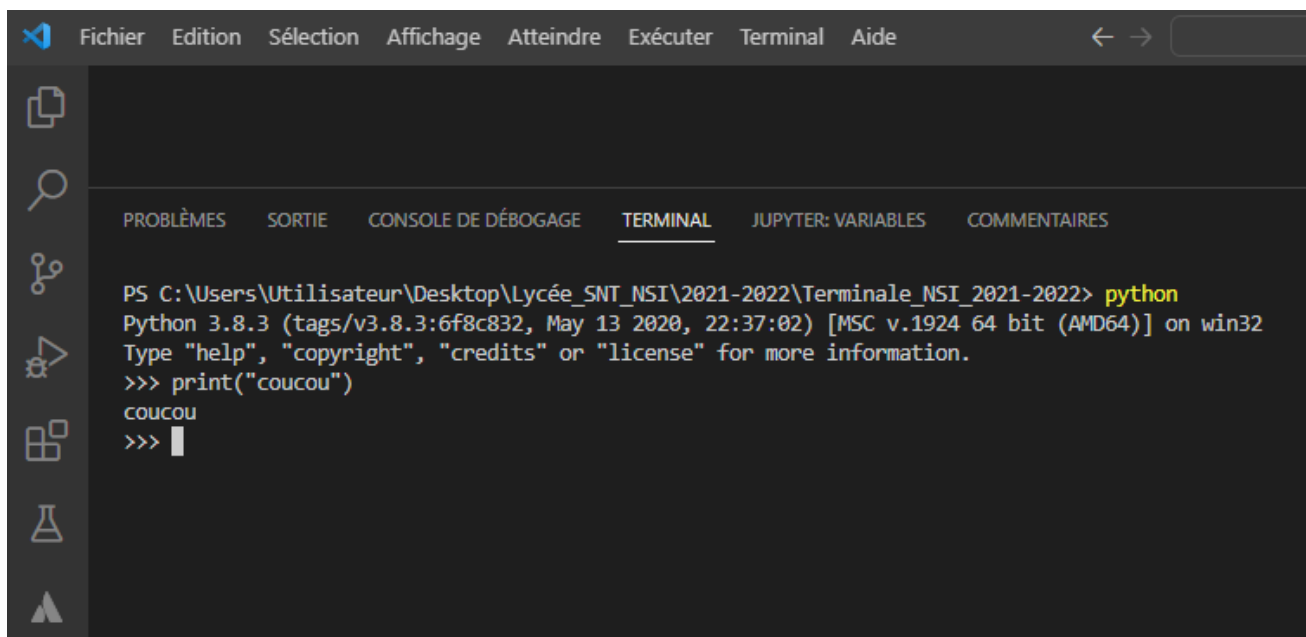 Fichier Edition Sélection Affichage Atteindre Exécuter Terminal Aide
PROBLÈMES SORTIE CONSOLE DE DÉBOGAGE TERMINAL JUPYTER: VARIABLES COMMENTAIRES
PS C:\Users\Utilisateur\Desktop\Lycée_SNT_NSI\2021-2022\Terminale_NSI_2021-2022> python
Python 3.8.3 (tags/v3.8.3:6f8c832, May 13 2020, 22:37:02) [MSC v.1924 64 bit (AMD64)] on win32
Type "help", "copyright", "credits" or "license" for more information.
>>> print("coucou")
coucou
>>>